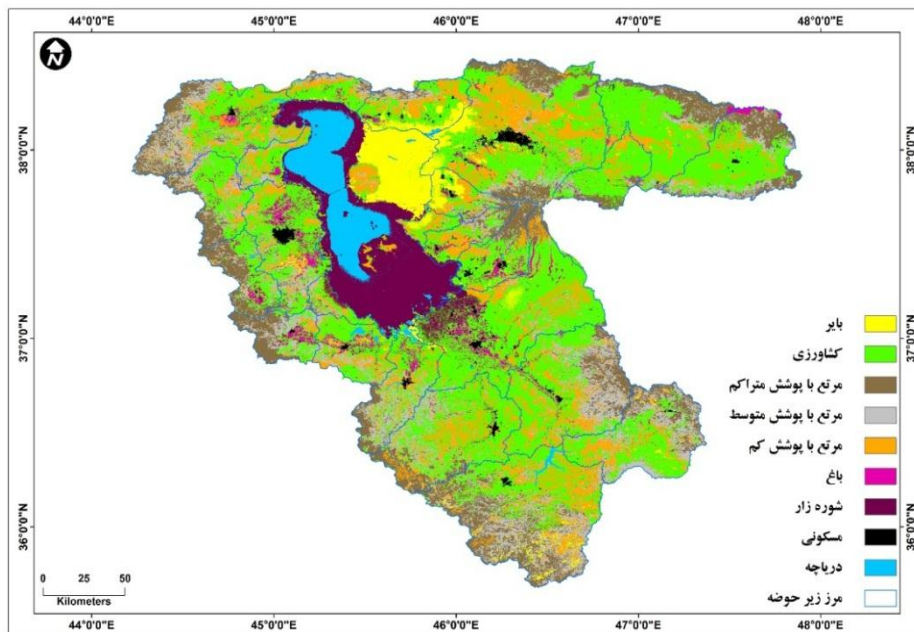 44°0'0"E 45°0'0"E 46°0'0"E 47°0'0"E 48°0'0"E
N
38°0'0"N 38°0'0"N
37°0'0"N 37°0'0"N
36°0'0"N 36°0'0"N
بایر
کشاورزی
مرتع با پوشش متراکم
مرتع با پوشش متوسط
مرتع با پوشش کم
باغ
شوره زار
مسکونی
دریاچه
مرز زیر حوضه
0 25 50
Kilometers
44°0'0"E 45°0'0"E 46°0'0"E 47°0'0"E 48°0'0"E